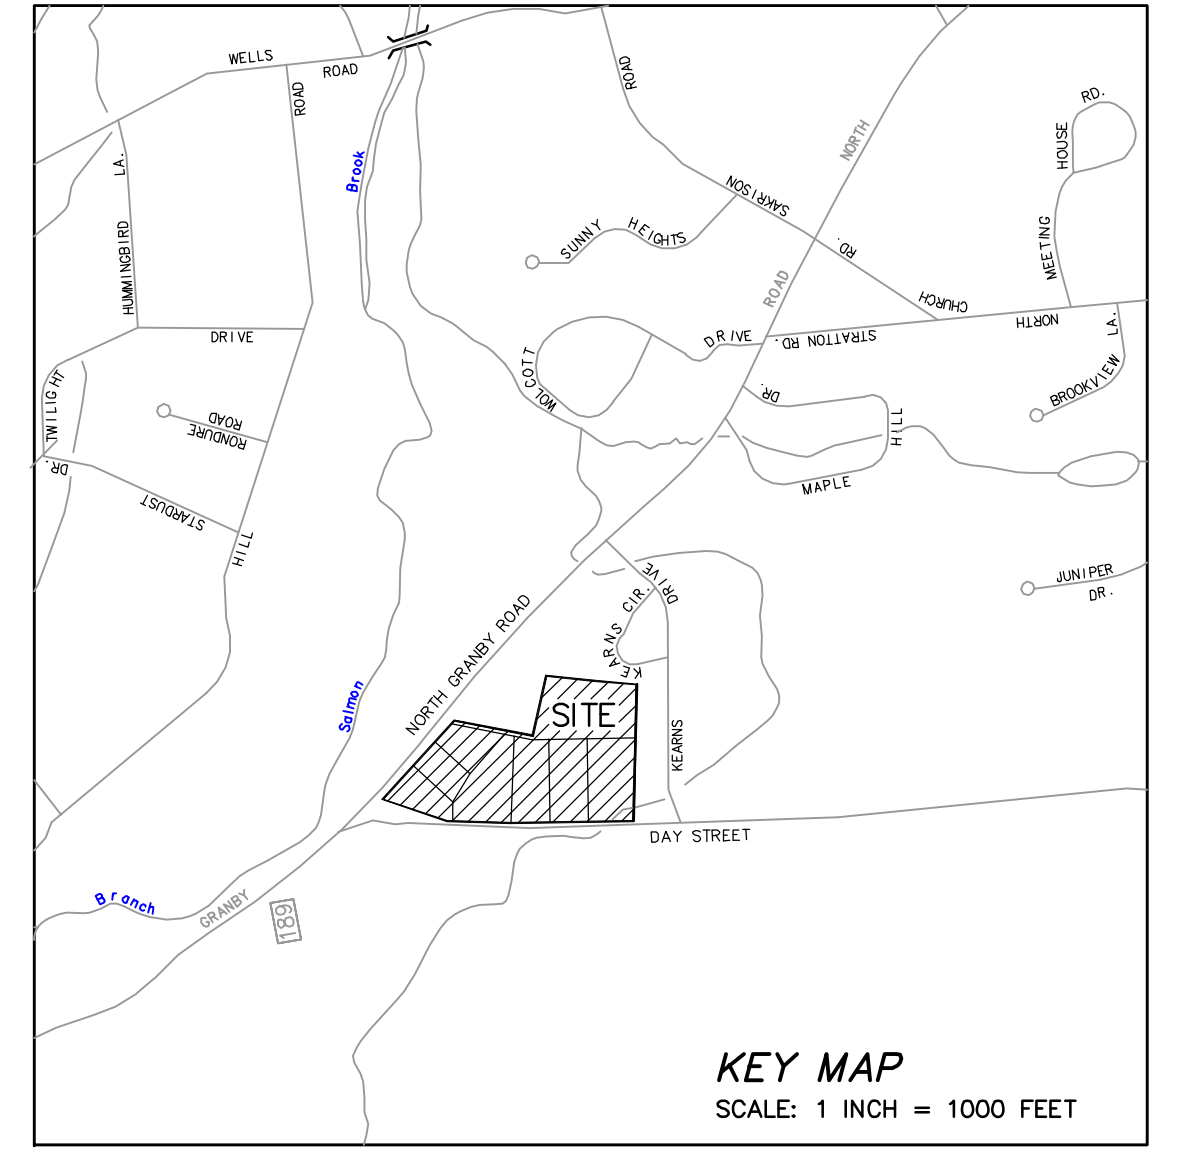 WELLS
ROAD
ROAD
ROAD
NORTH
RD.
HOUSE
MEETING
LA.
HUMMINGBIRD
Brook
SAKRISON
RD.
SUNNY
HEIGHTS
ROAD
CHURCH
NORTH
LA.
STRATTON RD.
DRIVE
DRIVE
WOLCOTT
WOL
TWILIGHT
DR.
RONDURE
ROAD
BROOKVIEW
DR.
HILL
MAPLE
STARDUST
HILL
JUNIPER
DR.
DRIVE
KEARNS CIR.
KE
NORTH GRANBY ROAD
Salmon
SITE
KEARNS
DAY STREET
Branch
GRANBY
189
KEY MAP
SCALE: 1 INCH = 1000 FEET